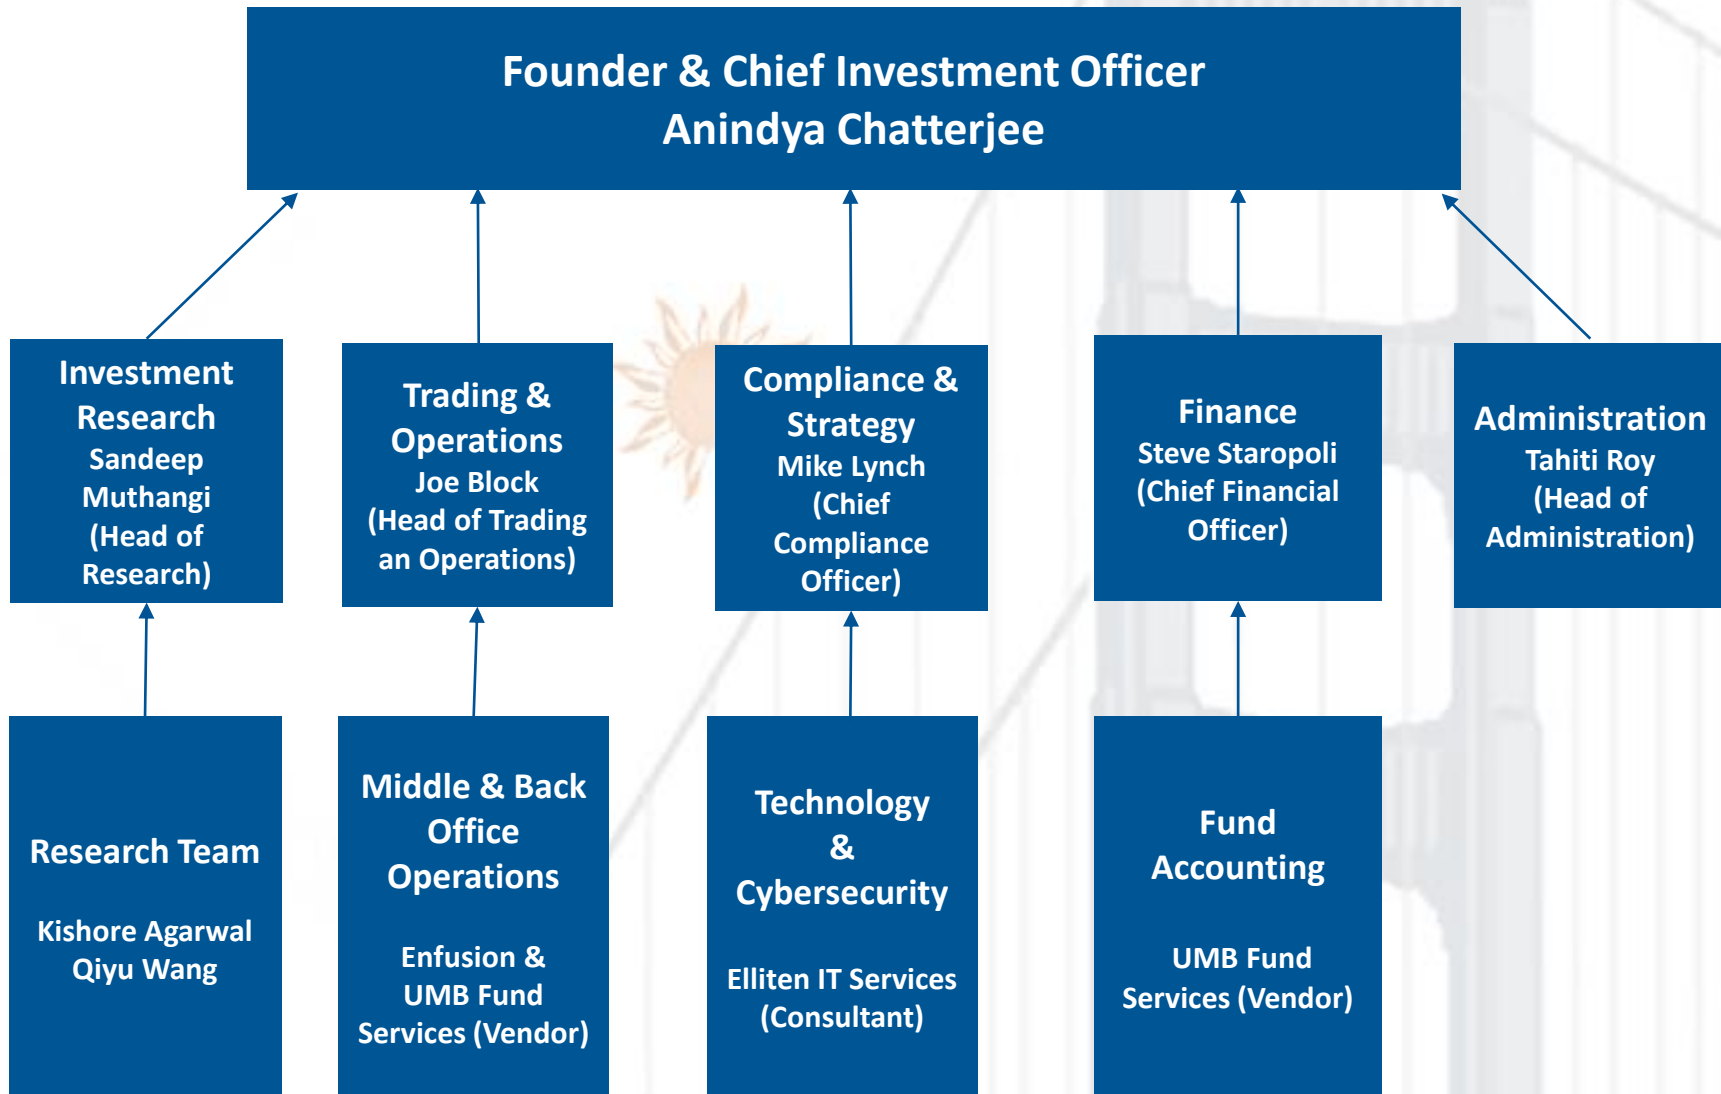 Founder & Chief Investment Officer
Anindya Chatterjee
Investment
Research
Sandeep
Muthangi
(Head of
Research)
Trading &
Operations
Joe Block
(Head of Trading
an Operations)
Compliance &
Strategy
Mike Lynch
(Chief
Compliance
Officer)
Finance
Steve Staropoli
(Chief Financial
Officer)
Administration
Tahiti Roy
(Head of
Administration)
Research Team
Kishore Agarwal
Qiyu Wang
Middle & Back
Office
Operations
Enfusion &
UMB Fund
Services (Vendor)
Technology
&
Cybersecurity
Elliten IT Services
(Consultant)
Fund
Accounting
UMB Fund
Services (Vendor)